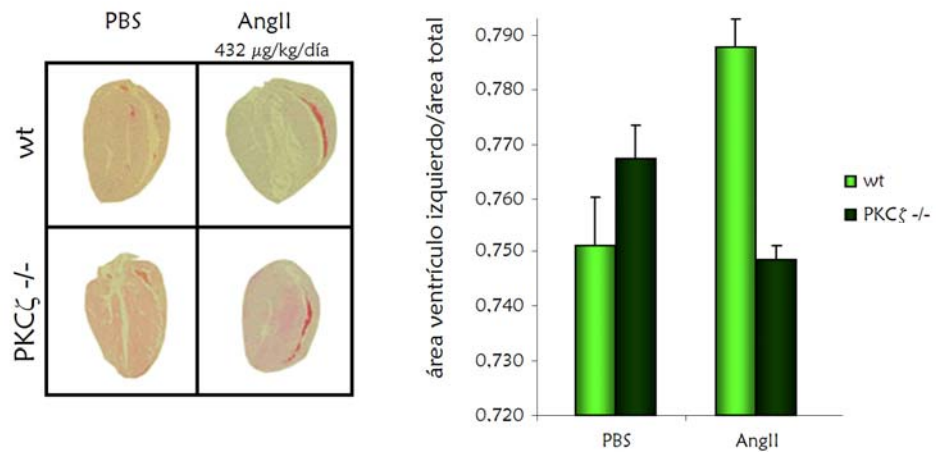 PBS
AngII
432 µg/kg/día
wt
PKCζ -/-
área ventrículo izquierdo/área total
0.790
0.780
0.770
0.760
0.750
0.740
0.730
0.720
PBS
AngII
wt
PKCζ -/-